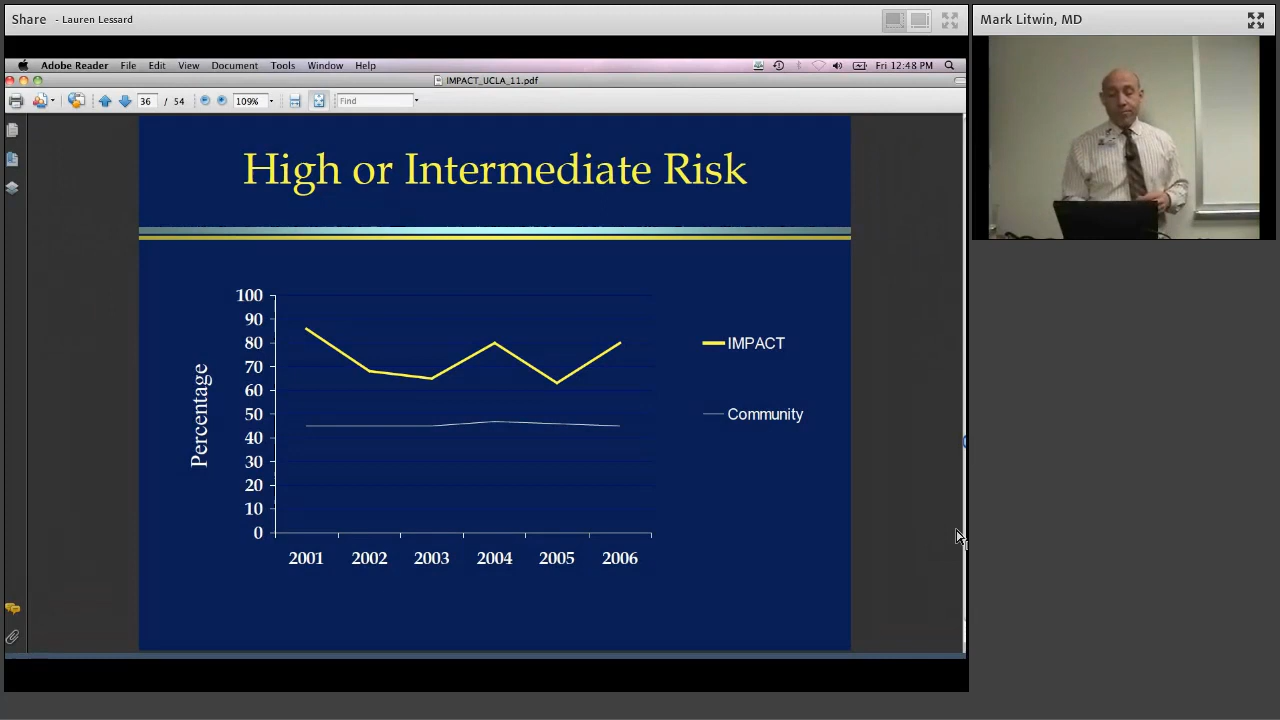 Share - Lauren Lessard
Mark Litwin, MD
Adobe Reader File Edit View Document Tools Window Help
Fri 12:48 PM
IMPACT_UCLA_11.pdf
36 / 54
109%
Find
High or Intermediate Risk
Percentage
100
90
80
70
60
50
40
30
20
10
0
2001 2002 2003 2004 2005 2006
IMPACT
Community